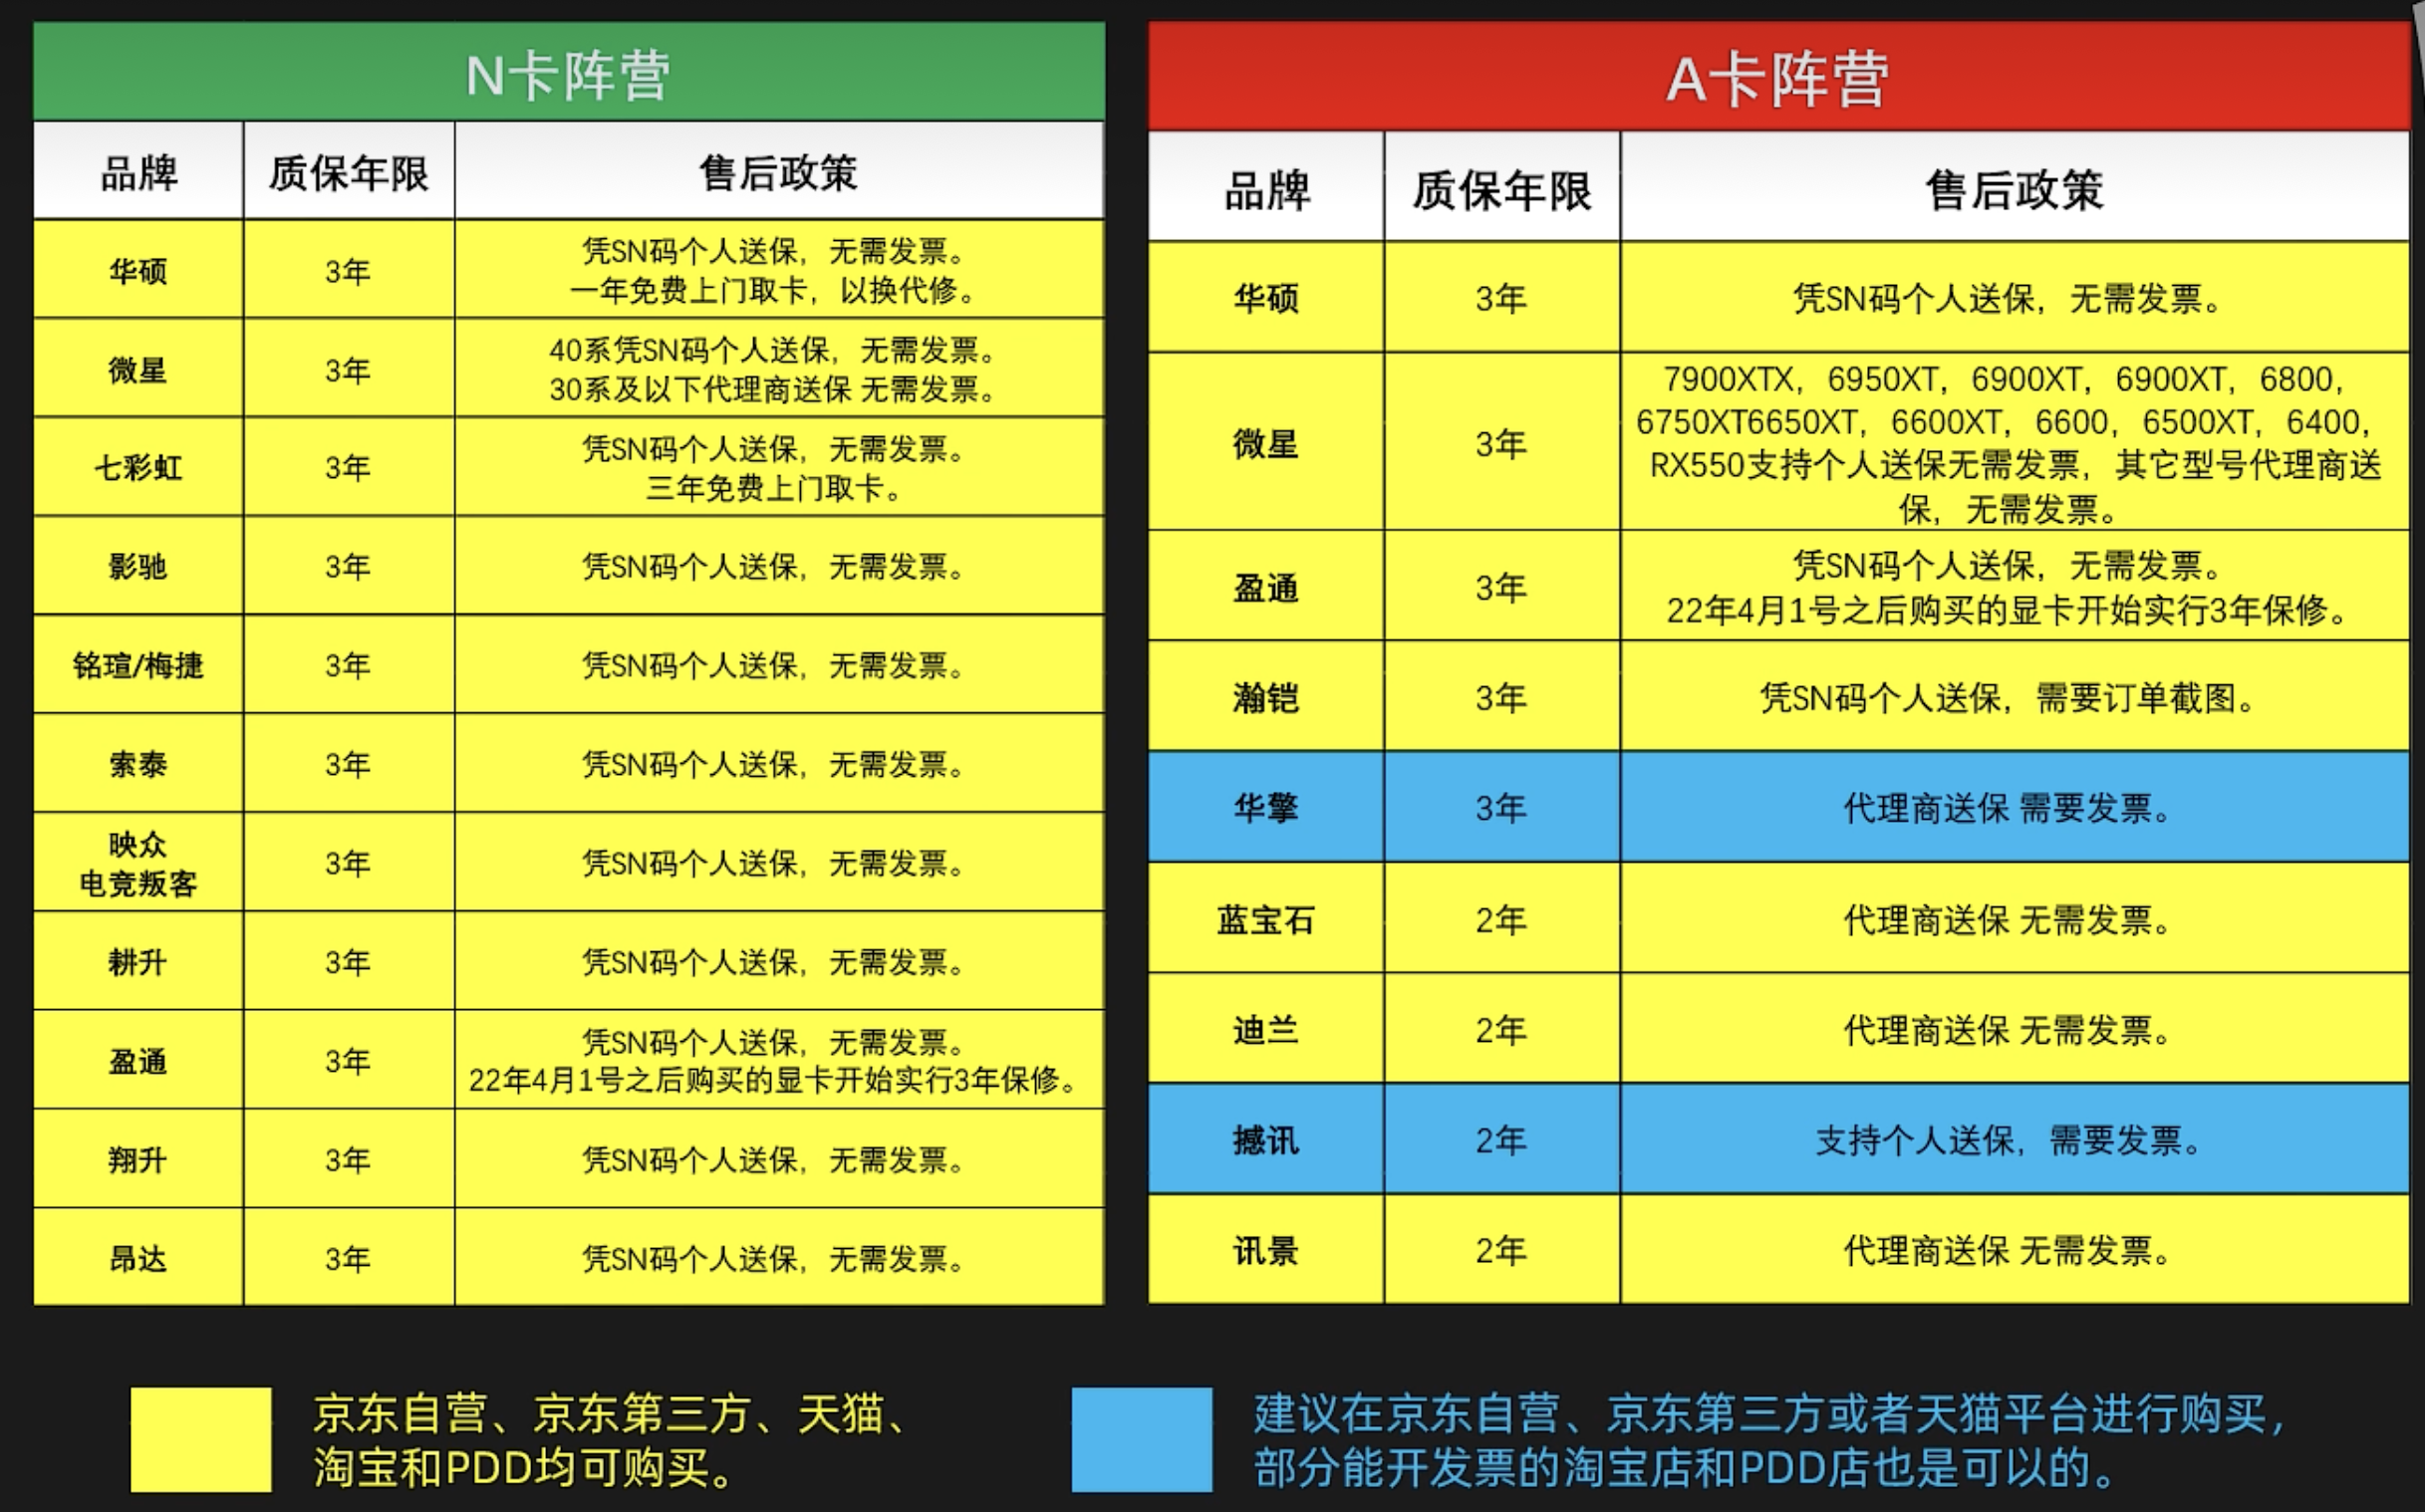 N卡阵营
品牌 质保年限 售后政策
华硕 3年 凭SN码个人送保，无需发票。
一年免费上门取卡，以换代修。
微星 3年 40系凭SN码个人送保，无需发票。
30系及以下代理商送保 无需发票。
七彩虹 3年 凭SN码个人送保，无需发票。
三年免费上门取卡。
影驰 3年 凭SN码个人送保，无需发票。
铭瑄/梅捷 3年 凭SN码个人送保，无需发票。
索泰 3年 凭SN码个人送保，无需发票。
映众
电竞叛客 3年 凭SN码个人送保，无需发票。
耕升 3年 凭SN码个人送保，无需发票。
盈通 3年 凭SN码个人送保，无需发票。
22年4月1号之后购买的显卡开始实行3年保修。
翔升 3年 凭SN码个人送保，无需发票。
昂达 3年 凭SN码个人送保，无需发票。
A卡阵营
品牌 质保年限 售后政策
华硕 3年 凭SN码个人送保，无需发票。
微星 3年 7900XTX，6950XT，6900XT，6900XT，6800，
6750XT6650XT，6600XT，6600，6500XT，6400，
RX550支持个人送保无需发票，其它型号代理商送
保，无需发票。
盈通 3年 凭SN码个人送保，无需发票。
22年4月1号之后购买的显卡开始实行3年保修。
瀚铠 3年 凭SN码个人送保，需要订单截图。
华擎 3年 代理商送保 需要发票。
蓝宝石 2年 代理商送保 无需发票。
迪兰 2年 代理商送保 无需发票。
撼讯 2年 支持个人送保，需要发票。
讯景 2年 代理商送保 无需发票。
京东自营、京东第三方、天猫、
淘宝和PDD均可购买。
建议在京东自营、京东第三方或者天猫平台进行购买，
部分能开发票的淘宝店和PDD店也是可以的。